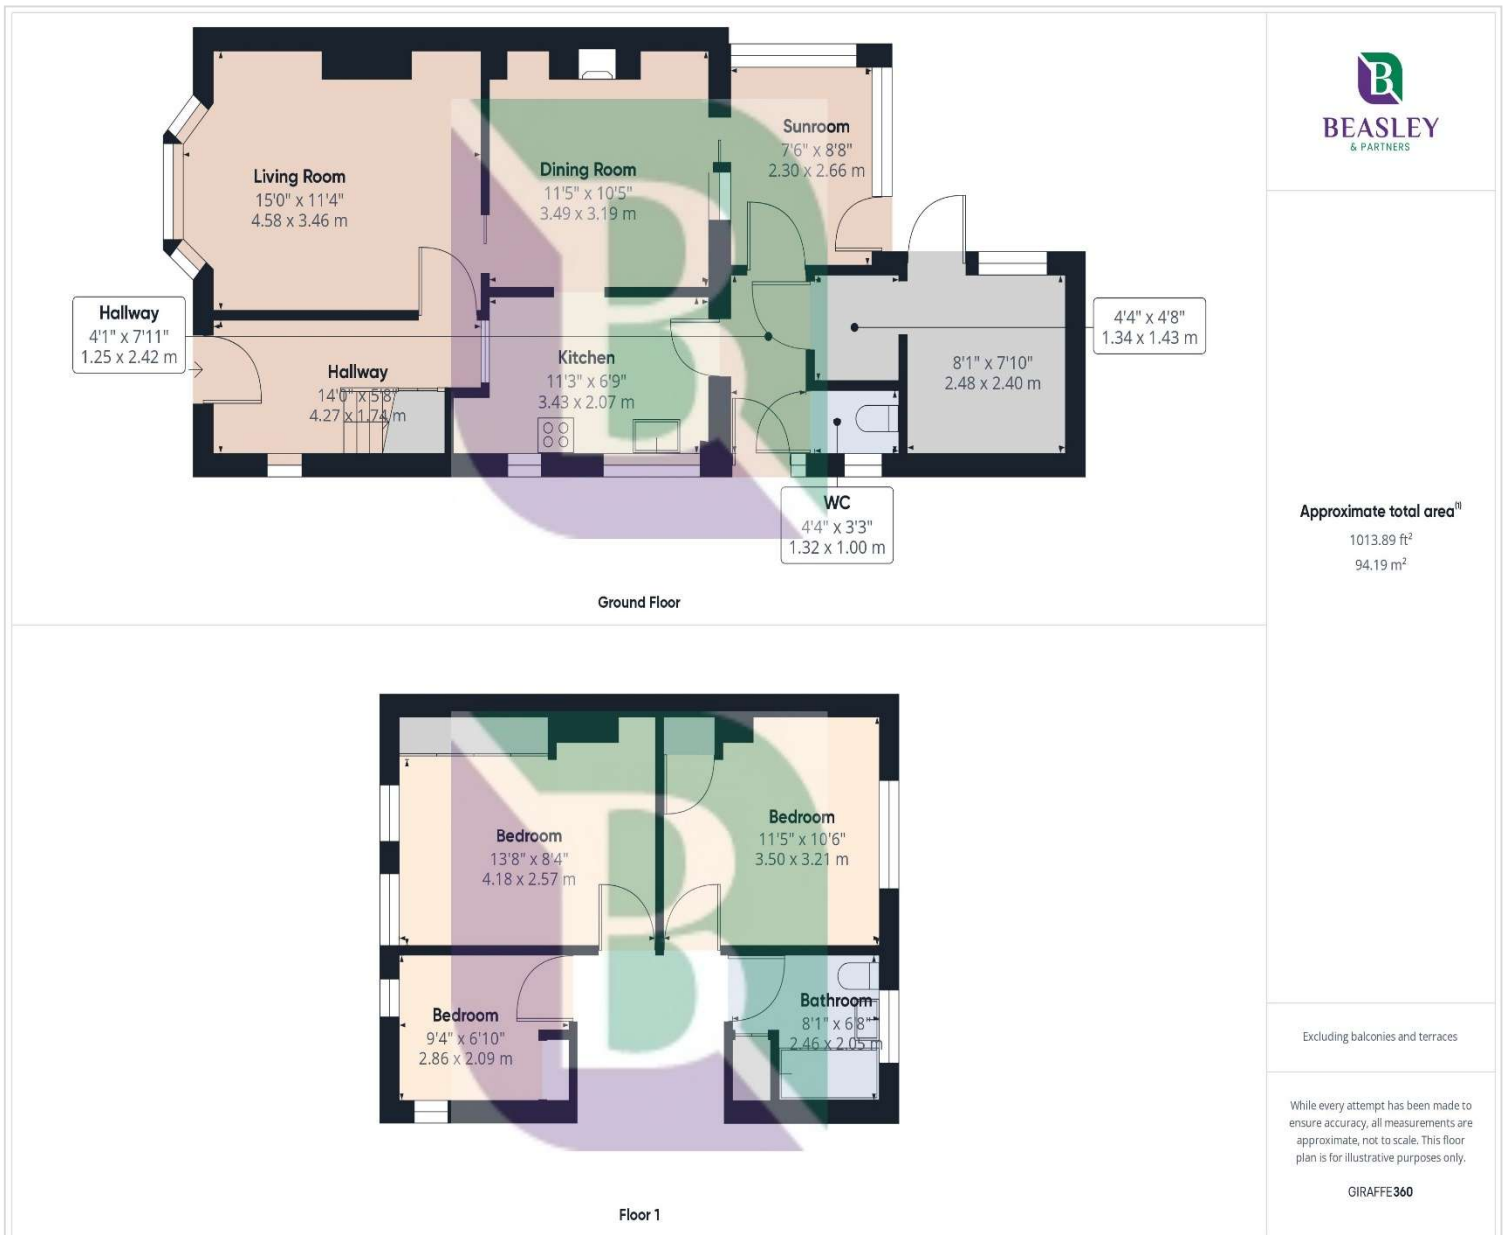 Living Room
15'0" x 11'4"
4.58 x 3.46 m
Dining Room
11'5" x 10'5"
3.49 x 3.19 m
Sunroom
7'6" x 8'8"
2.30 x 2.66 m
Hallway
4'1" x 7'11"
1.25 x 2.42 m
Hallway
14'0" x 5'8"
4.27 x 1.74 m
Kitchen
11'3" x 6'9"
3.43 x 2.07 m
4'4" x 4'8"
1.34 x 1.43 m
8'1" x 7'10"
2.48 x 2.40 m
WC
4'4" x 3'3"
1.32 x 1.00 m
Ground Floor
Bedroom
13'8" x 8'4"
4.18 x 2.57 m
Bedroom
11'5" x 10'6"
3.50 x 3.21 m
Bedroom
9'4" x 6'10"
2.86 x 2.09 m
Bathroom
8'1" x 6'8"
2.46 x 2.05 m
Floor 1
B
B
B
BEASLEY
& PARTNERS
Approximate total area⁽¹⁾
1013.89 ft²
94.19 m²
Excluding balconies and terraces
While every attempt has been made to
ensure accuracy, all measurements are
approximate, not to scale. This floor
plan is for illustrative purposes only.
GIRAFFE360